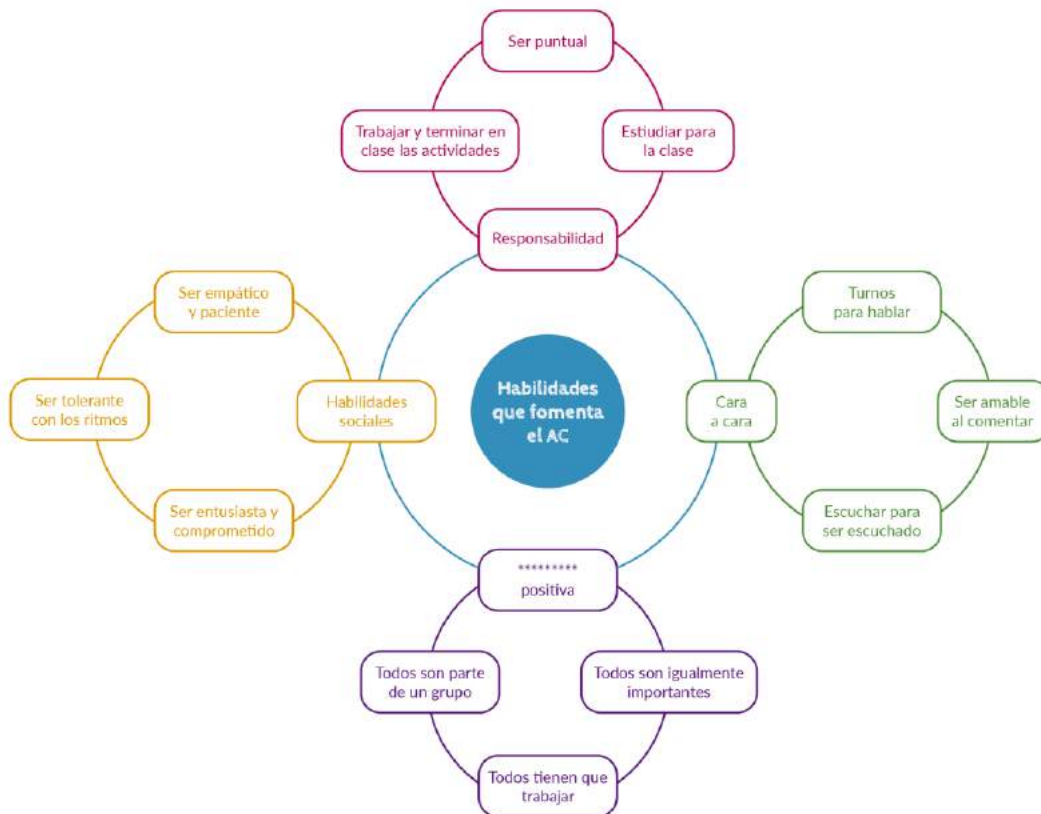 Ser puntual
Trabajar y terminar en
clase las actividades
Estiudiar para
la clase
Responsabilidad
Ser empático
y paciente
Ser tolerante
con los ritmos
Habilidades
sociales
Ser entusiasta y
comprometido
Habilidades
que fomenta
el AC
Turnos
para hablar
Cara
a cara
Ser amable
al comentar
Escuchar para
ser escuchado
*********
positiva
Todos son parte
de un grupo
Todos son igualmente
importantes
Todos tienen que
trabajar